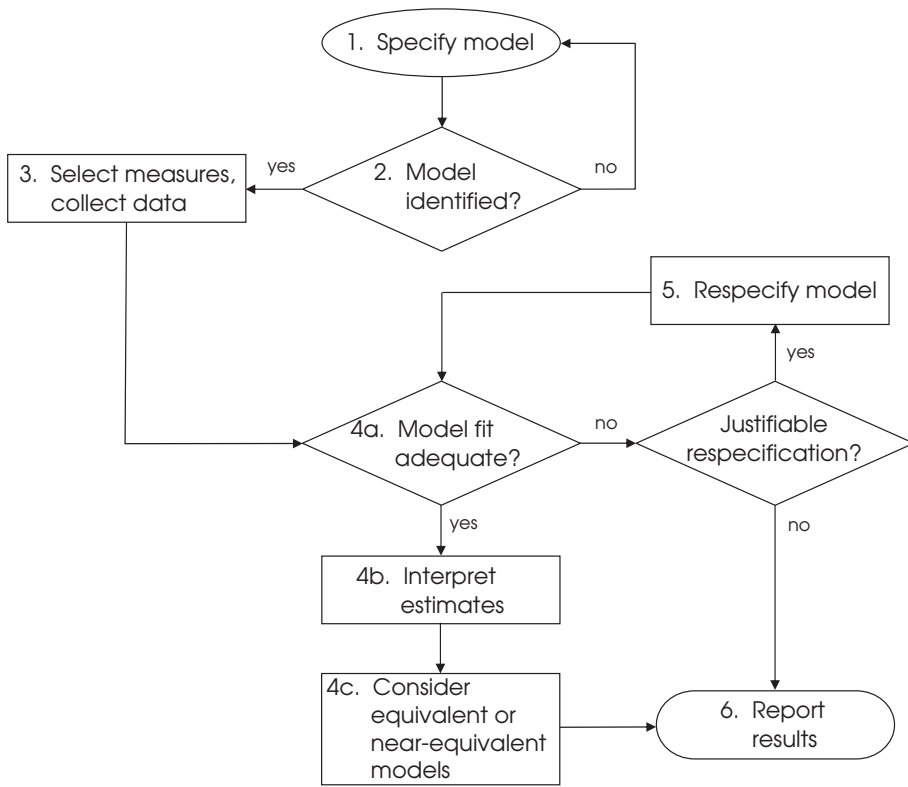 1. Specify model
yes
no
3. Select measures,
collect data
2. Model
identified?
5. Respecify model
yes
4a. Model fit
adequate?
no
Justifiable
respecification?
yes
no
4b. Interpret
estimates
4c. Consider
equivalent or
near-equivalent
models
6. Report
results